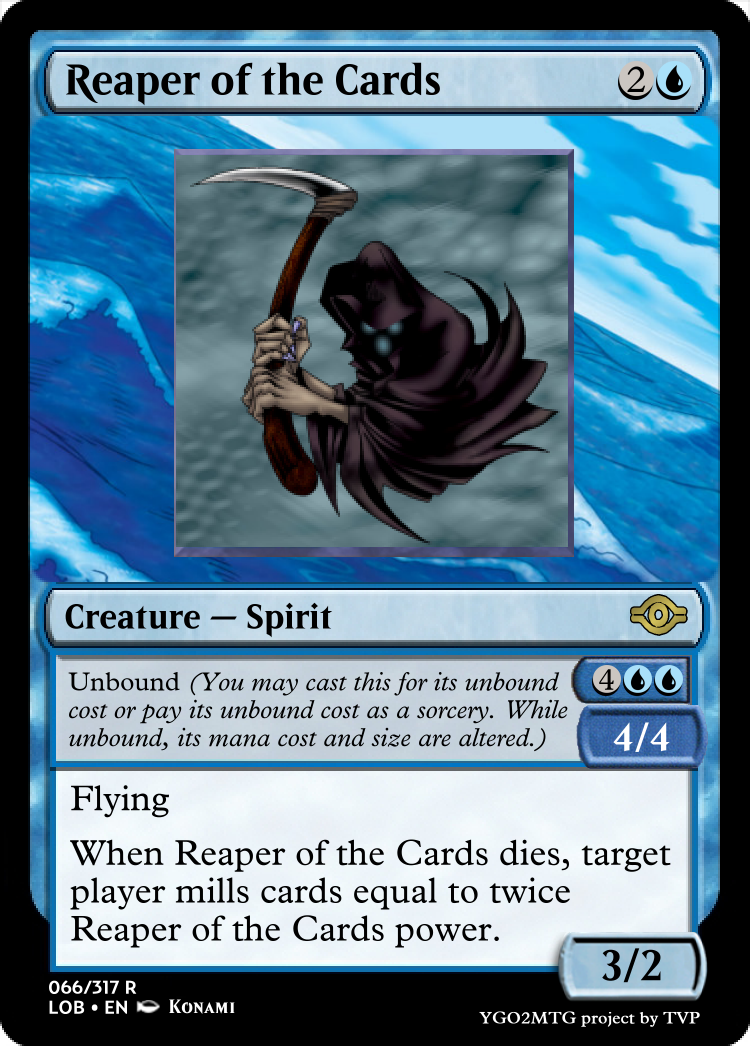 Reaper of the Cards 2
Creature — Spirit
Unbound (You may cast this for its unbound 4
cost or pay its unbound cost as a sorcery. While
unbound, its mana cost and size are altered.) 4/4
Flying
When Reaper of the Cards dies, target
player mills cards equal to twice
Reaper of the Cards power.
3/2
066/317 R
LOB • EN KONAMI
YGO2MTG project by TVP